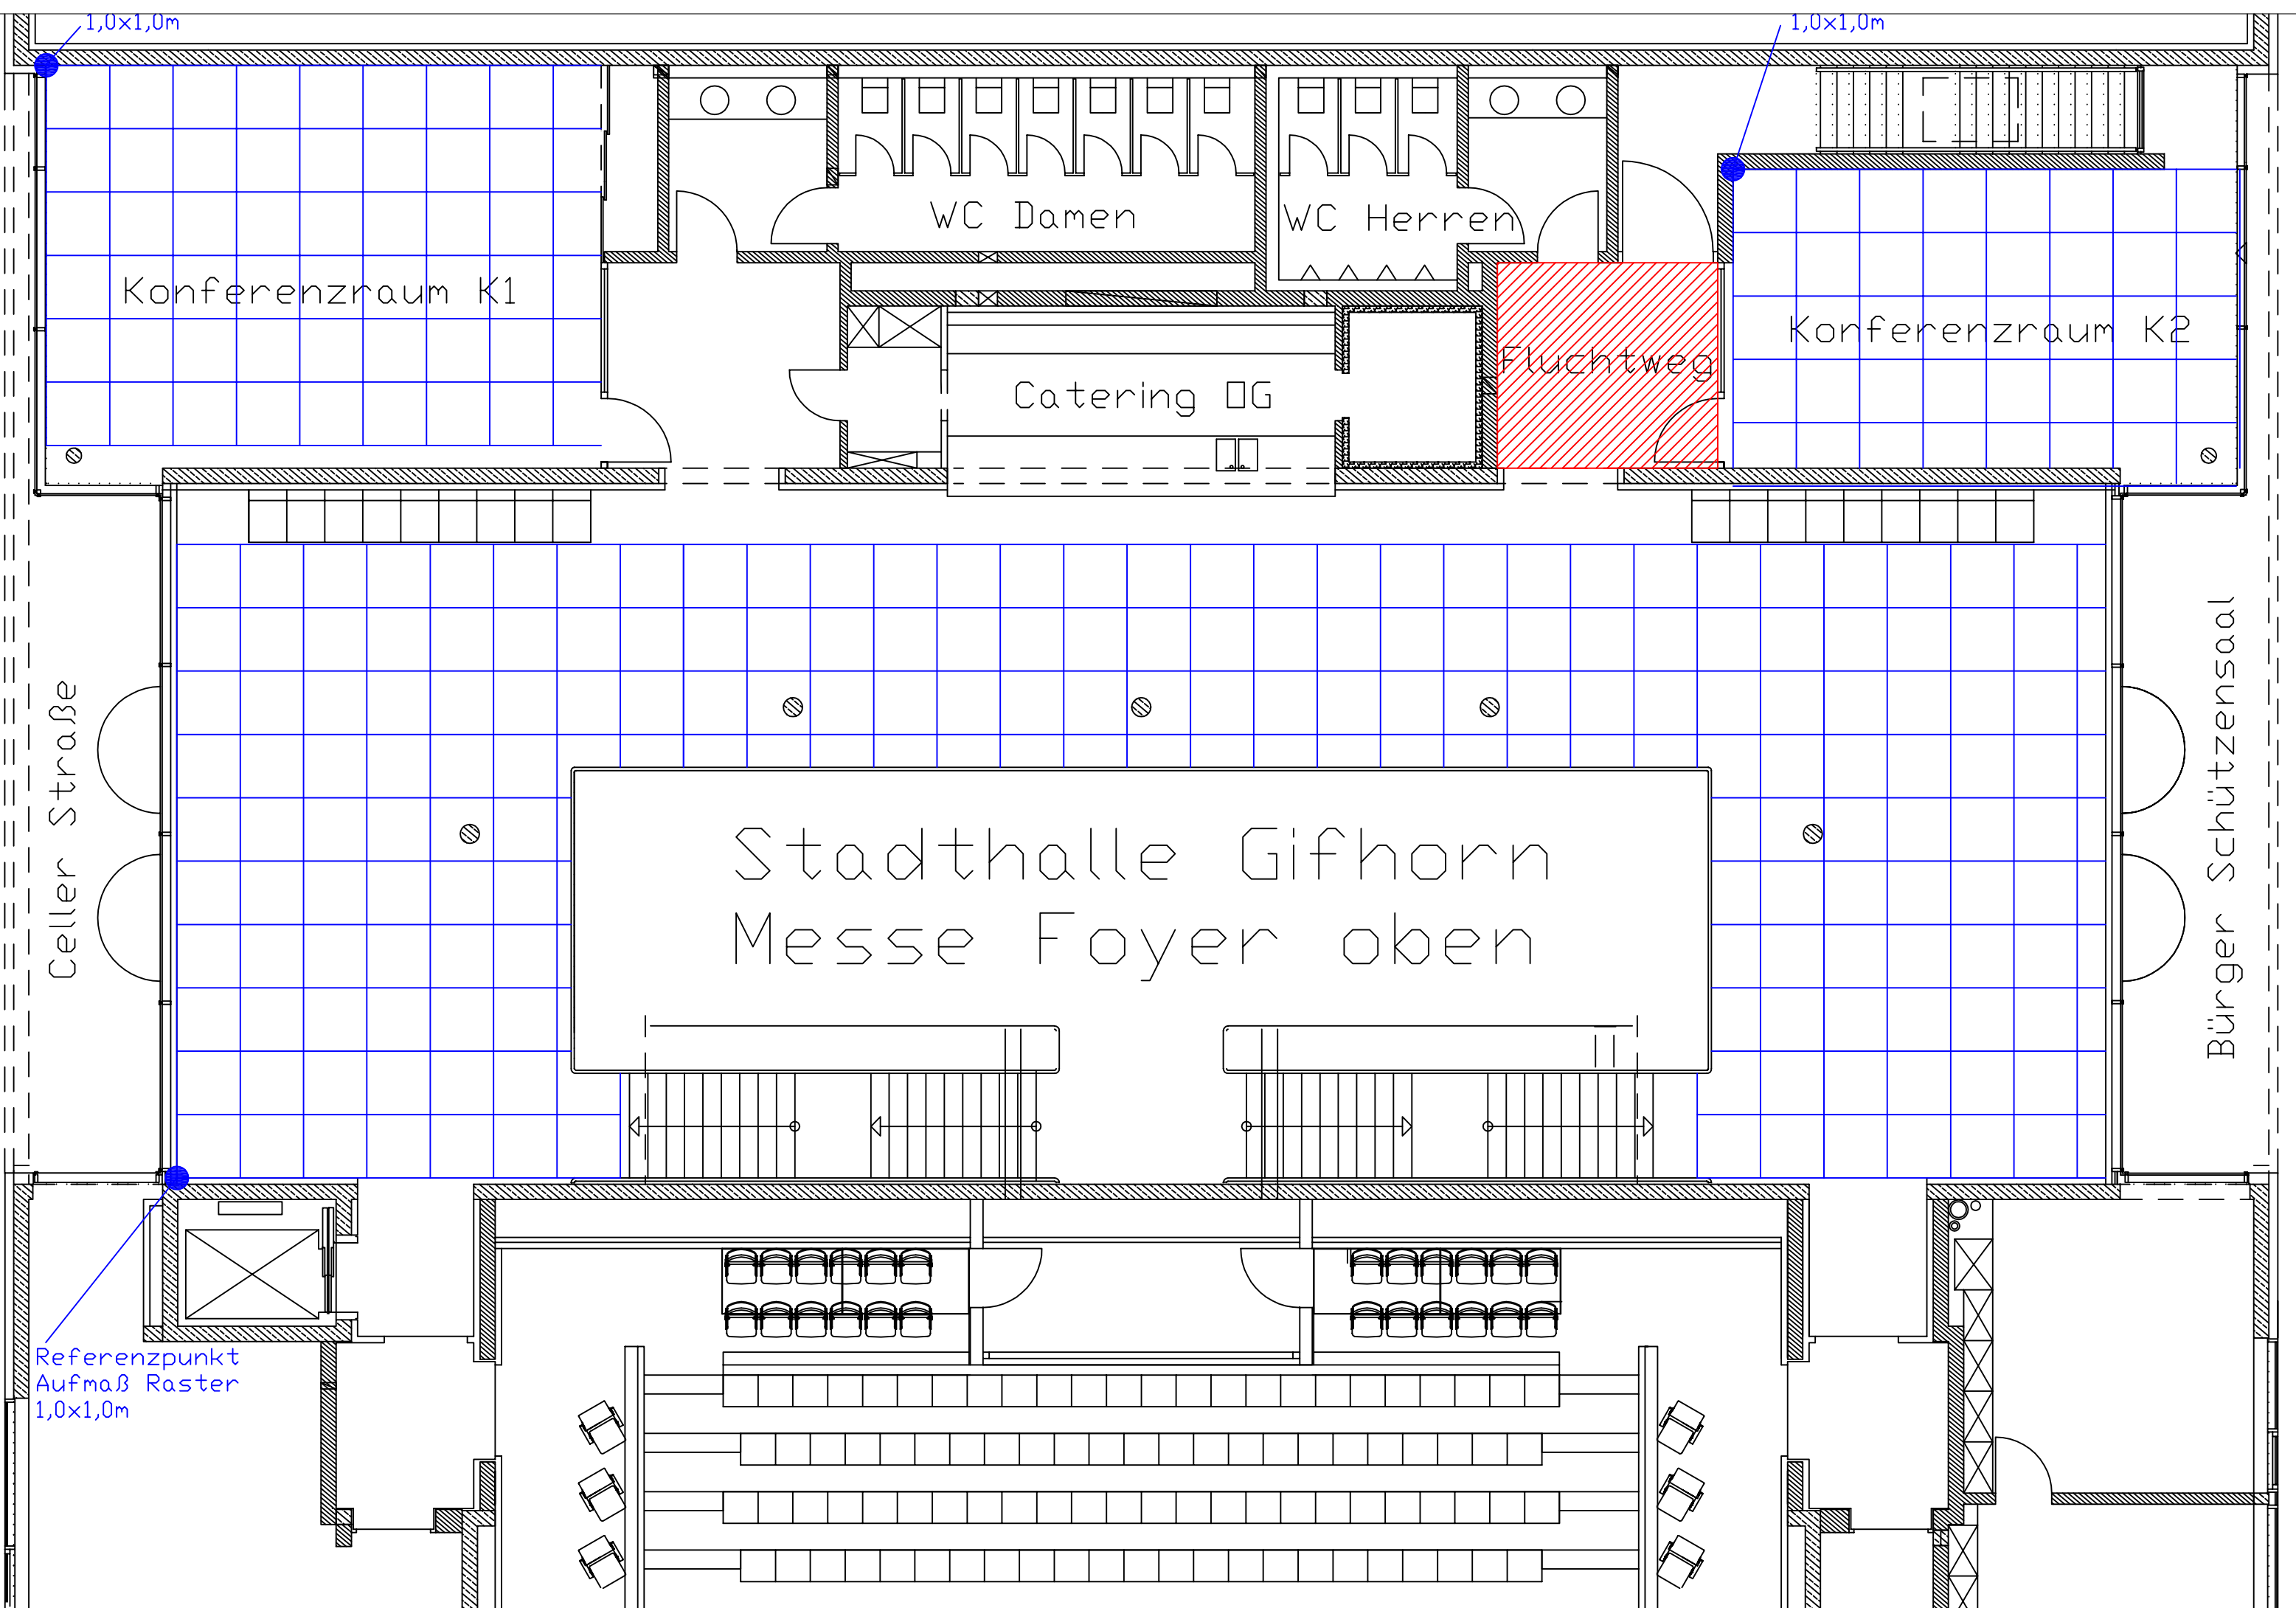 1,0x1,0m
1,0x1,0m
WC Damen
WC Herren
Konferenzraum K1
Konferenzraum K2
Fluchtweg
Catering □G
Celler Straße
Bürger Schützensaal
Stadthalle Gifhorn
Messe Foyer oben
Referenzpunkt
Aufmaß Raster
1,0x1,0m